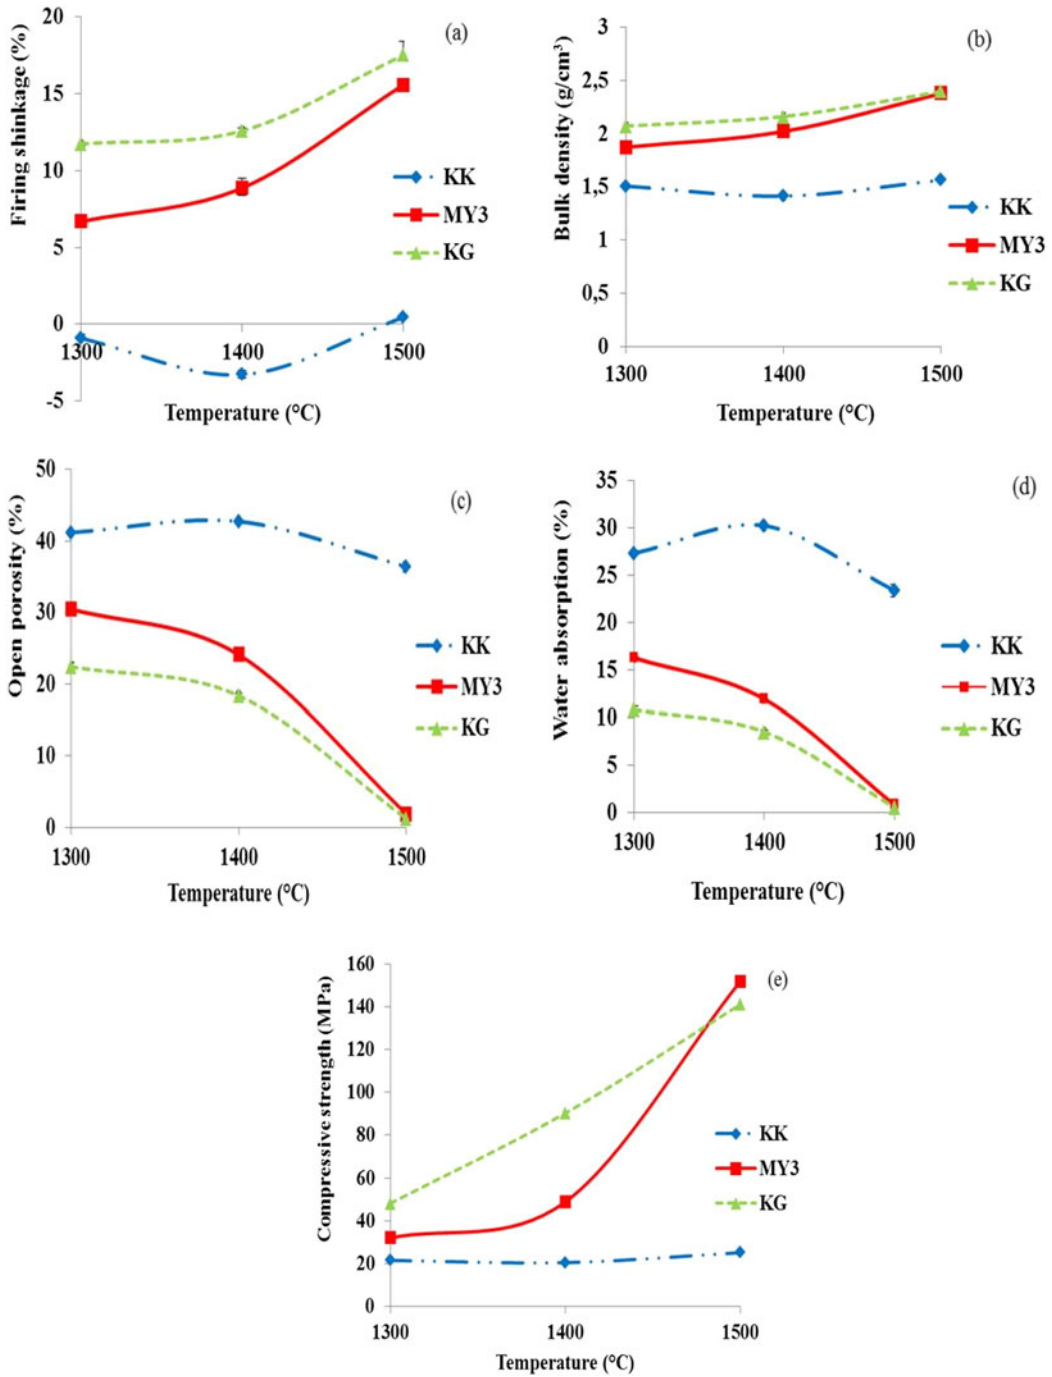 (a)
Firing shinkage (%)
20
15
10
5
0
-5
1300
1400
1500
Temperature (°C)
KK
MY3
KG
(b)
Bulk density (g/cm³)
3
2,5
2
1,5
1
0,5
0
1300
1400
1500
Temperature (°C)
KK
MY3
KG
(c)
Open porosity (%)
50
40
30
20
10
0
1300
1400
1500
Temperature (°C)
KK
MY3
KG
(d)
Water absorption (%)
35
30
25
20
15
10
5
0
1300
1400
1500
Temperature (°C)
KK
MY3
KG
(e)
Compressive strength (MPa)
160
140
120
100
80
60
40
20
0
1300
1400
1500
Temperature (°C)
KK
MY3
KG